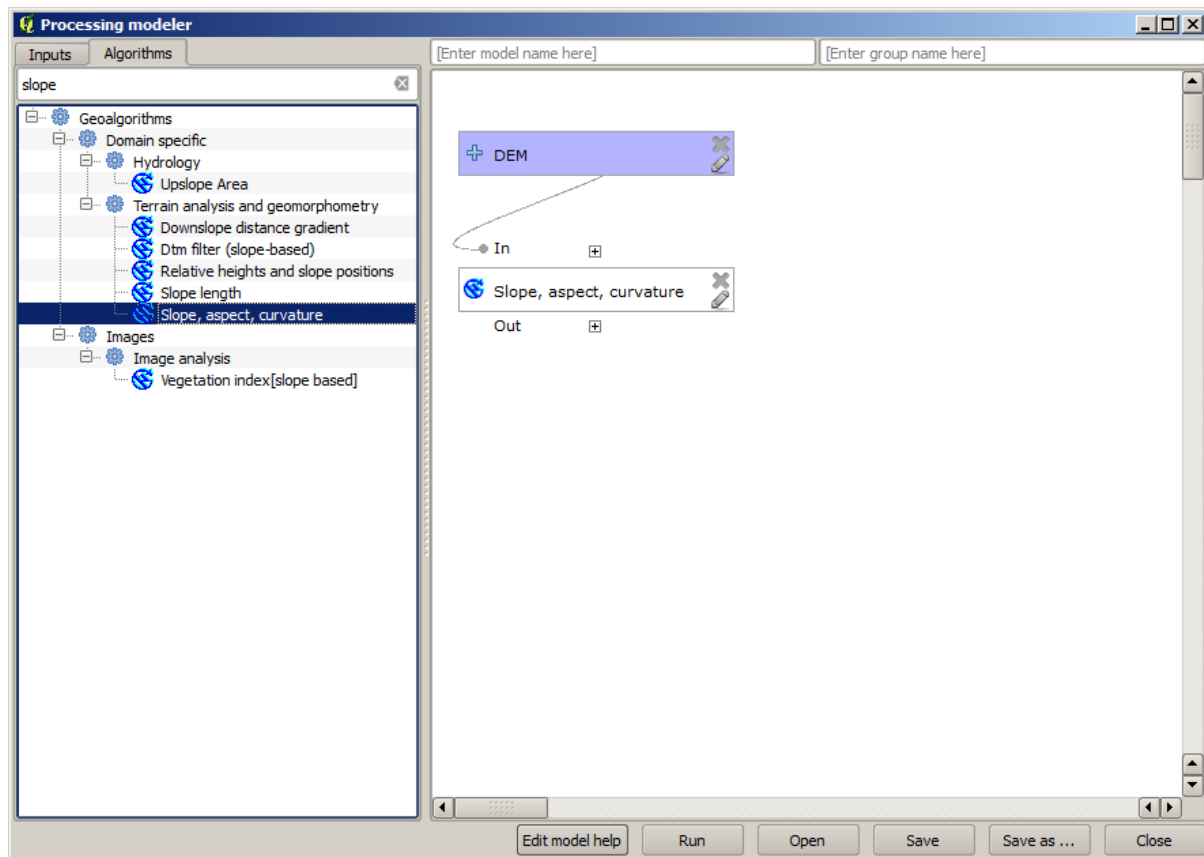 Processing modeler
Inputs
Algorithms
[Enter model name here]
[Enter group name here]
slope
Geoalgorithms
Domain specific
Hydrology
Upslope Area
Terrain analysis and geomorphometry
Downslope distance gradient
Dtm filter (slope-based)
Relative heights and slope positions
Slope length
Slope, aspect, curvature
Images
Image analysis
Vegetation index[slope based]
DEM
In
Slope, aspect, curvature
Out
Edit model help
Run
Open
Save
Save as ...
Close